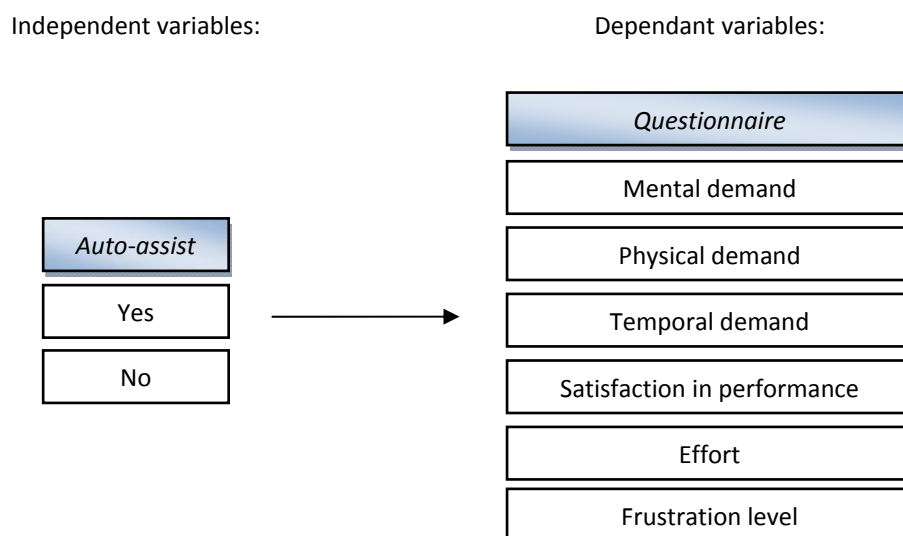 Independent variables:
Dependant variables:
Auto-assist
Yes
No
Questionnaire
Mental demand
Physical demand
Temporal demand
Satisfaction in performance
Effort
Frustration level